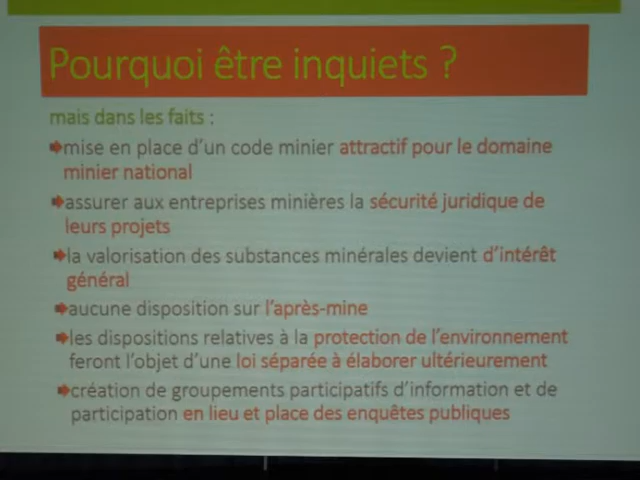 Pourquoi être inquiets ?
mais dans les faits :
mise en place d'un code minier attractif pour le domaine
minier national
assurer aux entreprises minières la sécurité juridique de
leurs projets
la valorisation des substances minérales devient d'intérêt
général
aucune disposition sur l'après-mine
les dispositions relatives à la protection de l'environnement
feront l'objet d'une loi séparée à élaborer ultérieurement
création de groupements participatifs d'information et de
participation en lieu et place des enquêtes publiques